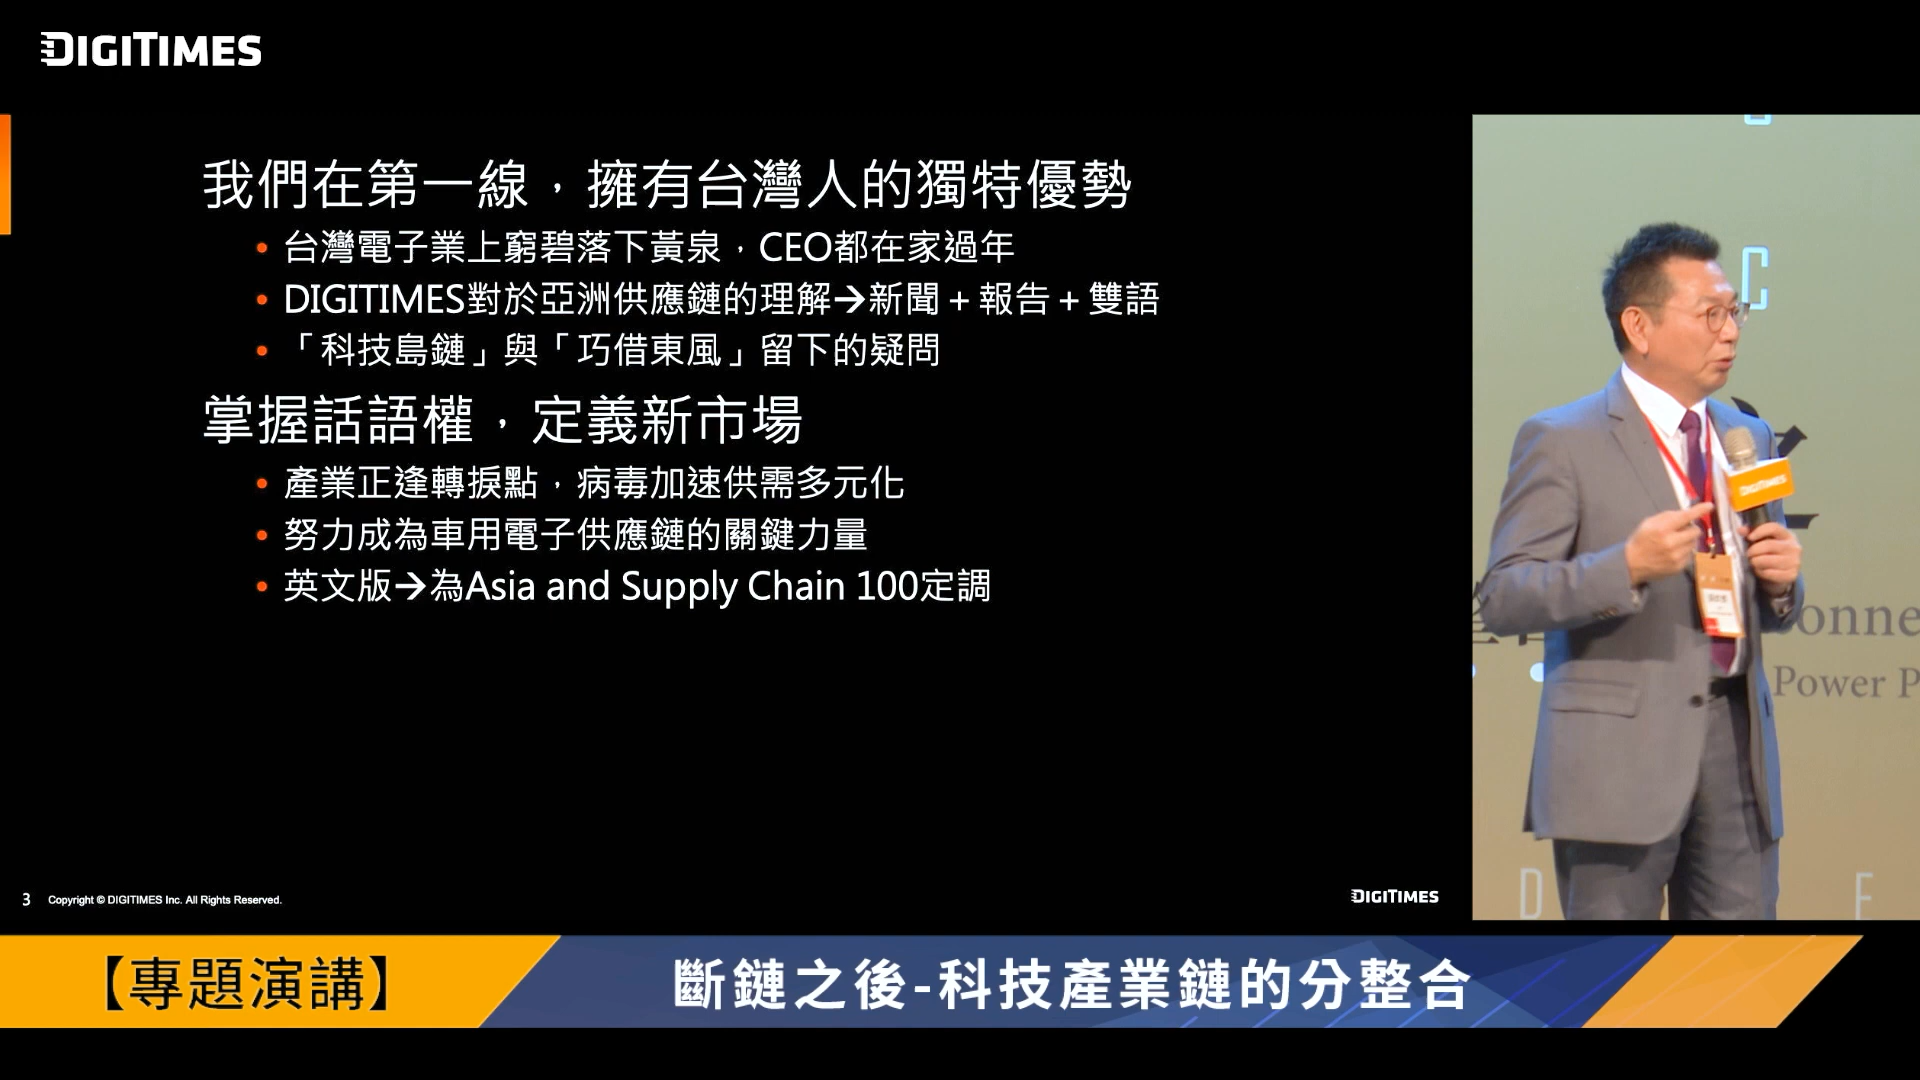 DIGITIMES
我們在第一線，擁有台灣人的獨特優勢
• 台灣電子業上窮碧落下黃泉，CEO都在家過年
• DIGITIMES對於亞洲供應鏈的理解→新聞＋報告＋雙語
• 「科技島鏈」與「巧借東風」留下的疑問
掌握話語權，定義新市場
• 產業正逢轉捩點，病毒加速供需多元化
• 努力成為車用電子供應鏈的關鍵力量
• 英文版→為Asia and Supply Chain 100定調
C
DIGITIMES
onne
Power P
D
E
3 Copyright © DIGITIMES Inc. All Rights Reserved.
DIGITIMES
【專題演講】
斷鏈之後-科技產業鏈的分整合